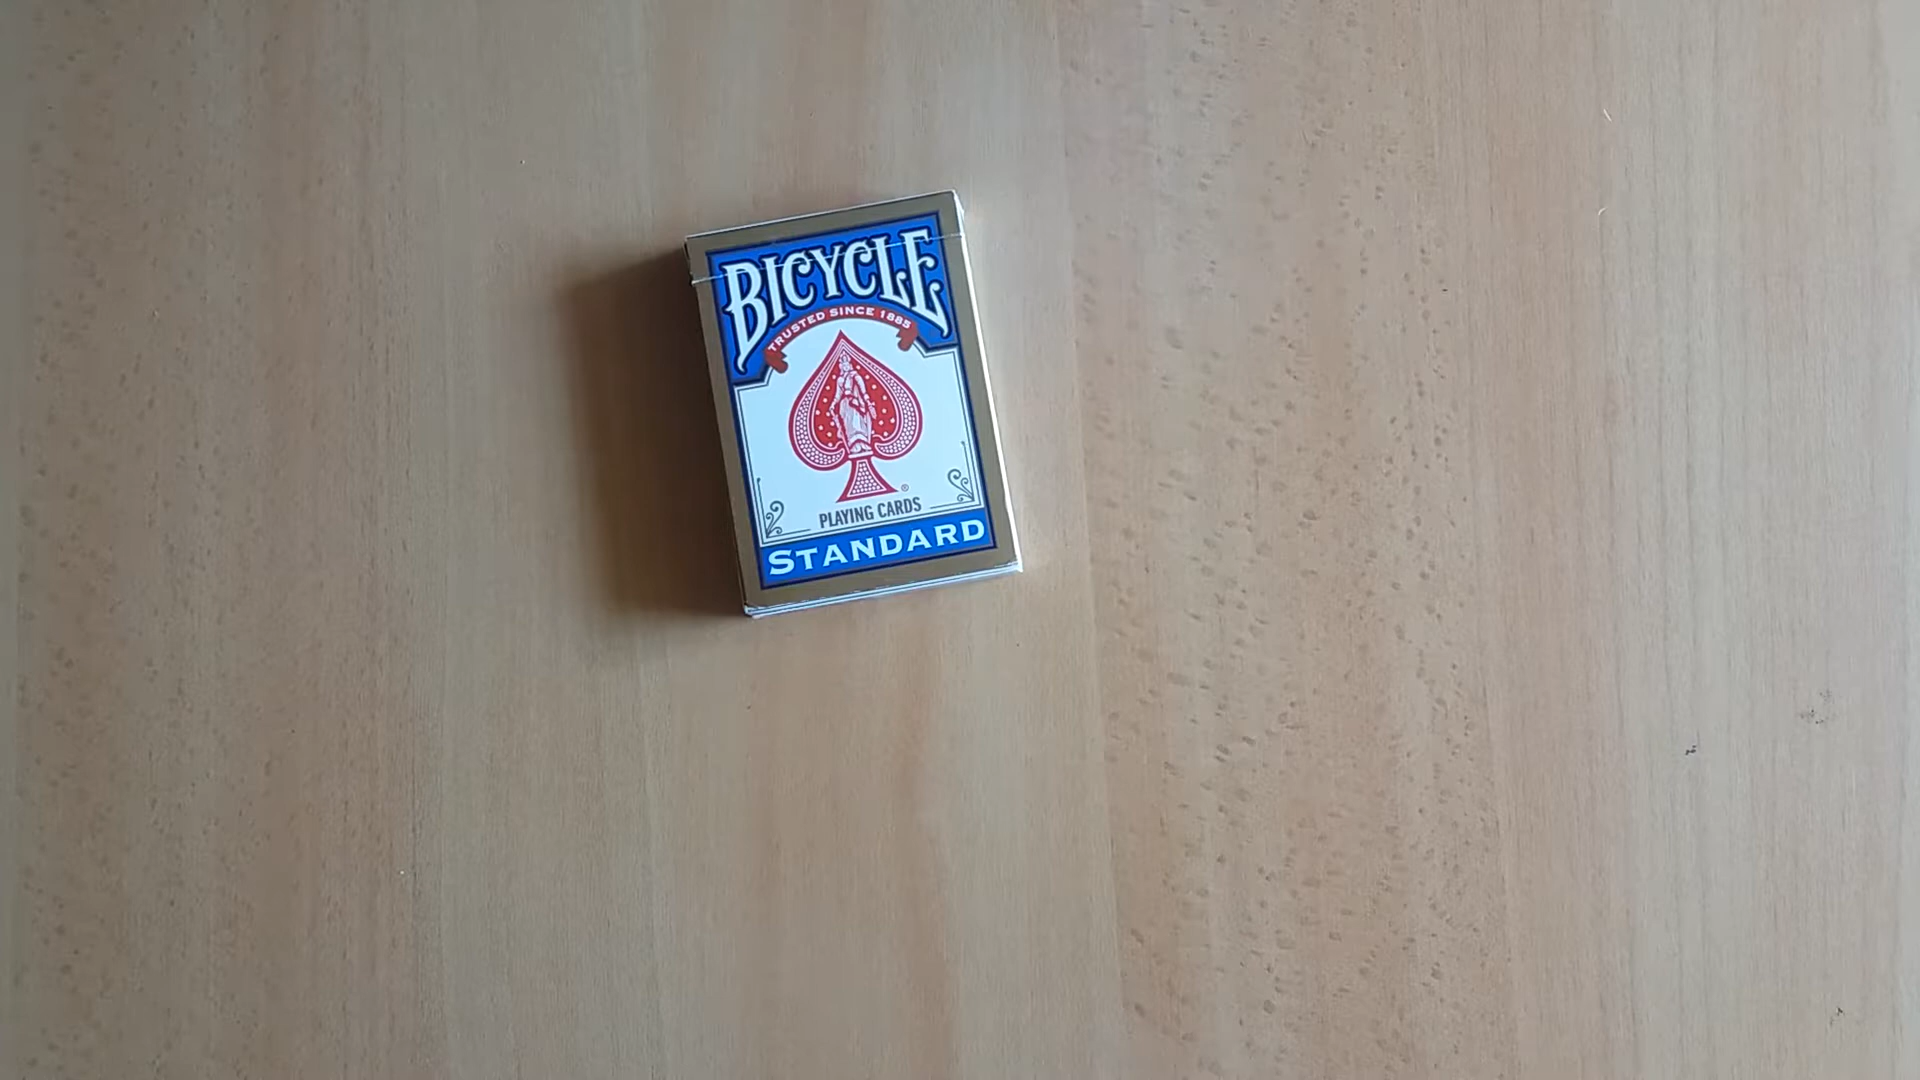 BICYCLE
TRUSTED SINCE 1885
®
PLAYING CARDS
STANDARD